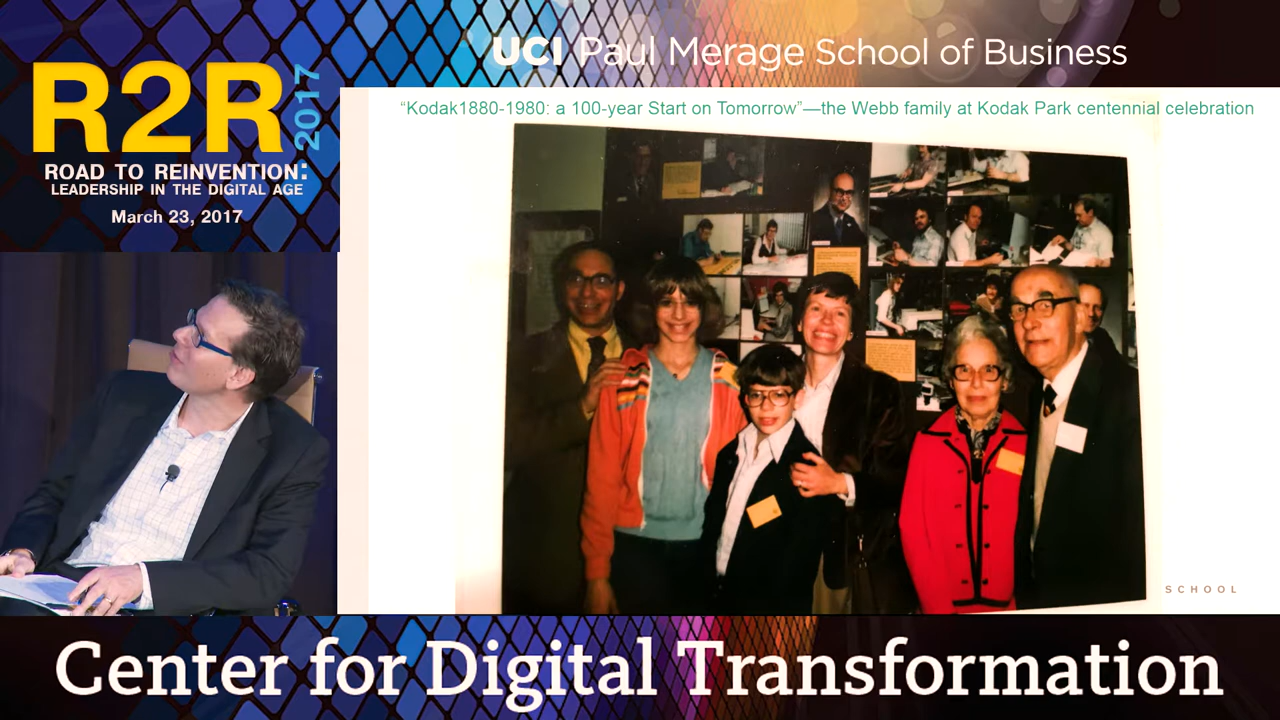 UCI Paul Merage School of Business
R2R 2017
ROAD TO REINVENTION:
LEADERSHIP IN THE DIGITAL AGE
March 23, 2017
“Kodak1880-1980: a 100-year Start on Tomorrow”—the Webb family at Kodak Park centennial celebration
SCHOOL
Center for Digital Transformation